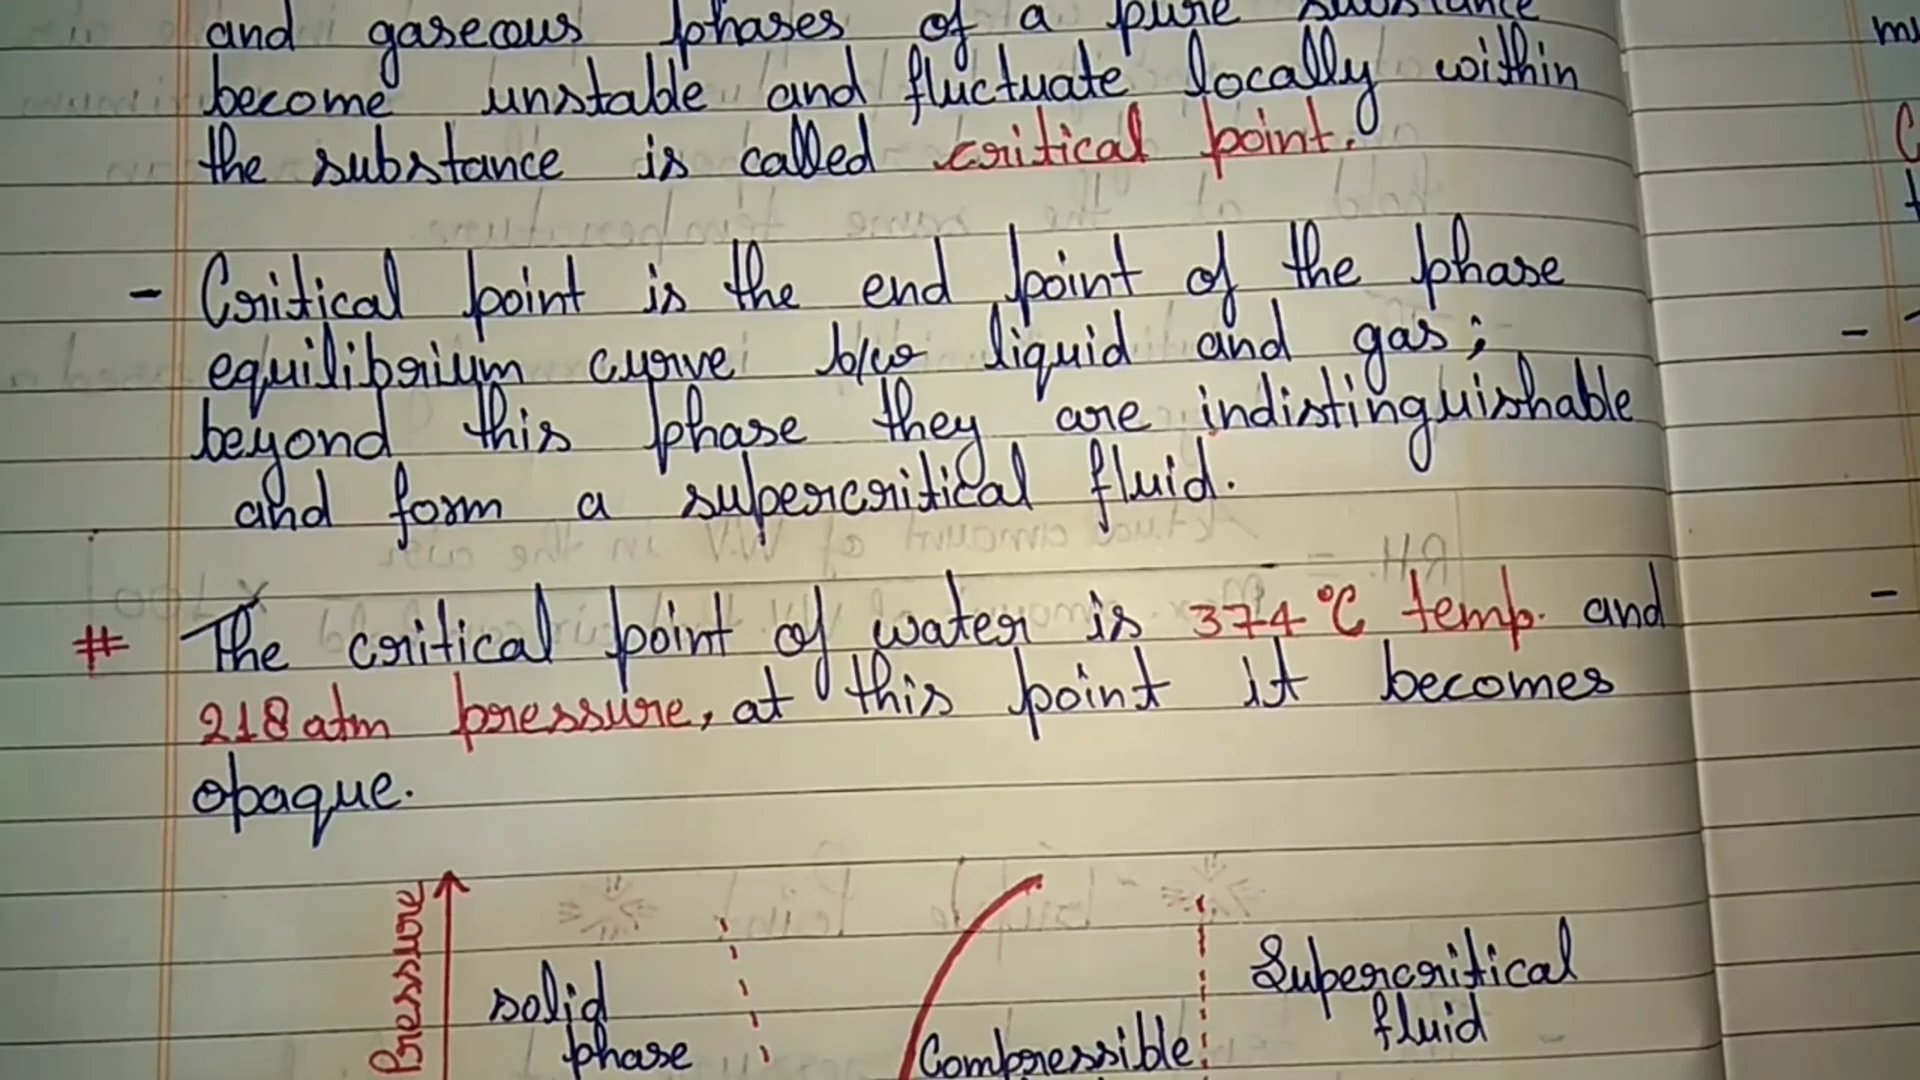 and gaseous phases of a pure substance
become unstable and fluctuate locally within
the substance is called critical point.
- Critical point is the end point of the phase
equilibrium curve b/w liquid and gas;
beyond this phase they are indistinguishable
and form a supercritical fluid.
# The critical point of water is 374°C temp. and
218 atm pressure, at this point it becomes
opaque.
Pressure
solid
phase
Compressible
Supercritical
fluid